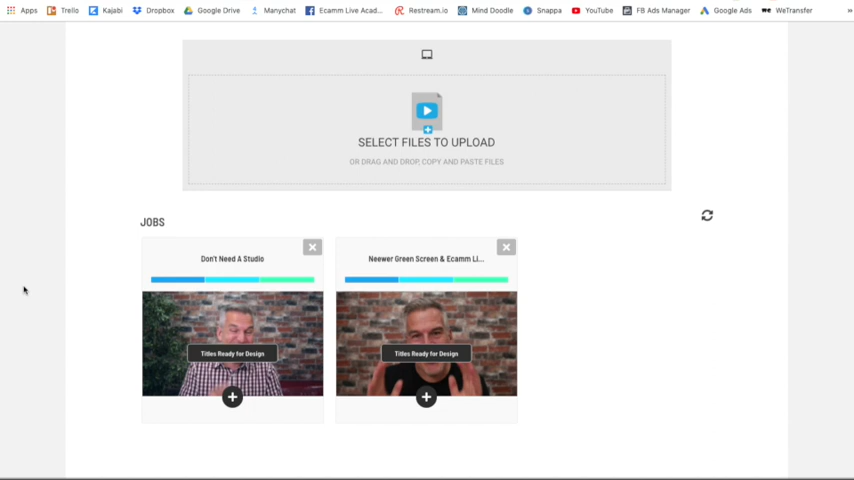 Apps Trello Kajabi Dropbox Google Drive Manychat Ecamm Live Acad... Restream.io Mind Doodle Snappa YouTube FB Ads Manager Google Ads WeTransfer »
SELECT FILES TO UPLOAD
OR DRAG AND DROP, COPY AND PASTE FILES
JOBS
Don't Need A Studio
Neewer Green Screen & Ecamm Li...
Titles Ready for Design
Titles Ready for Design